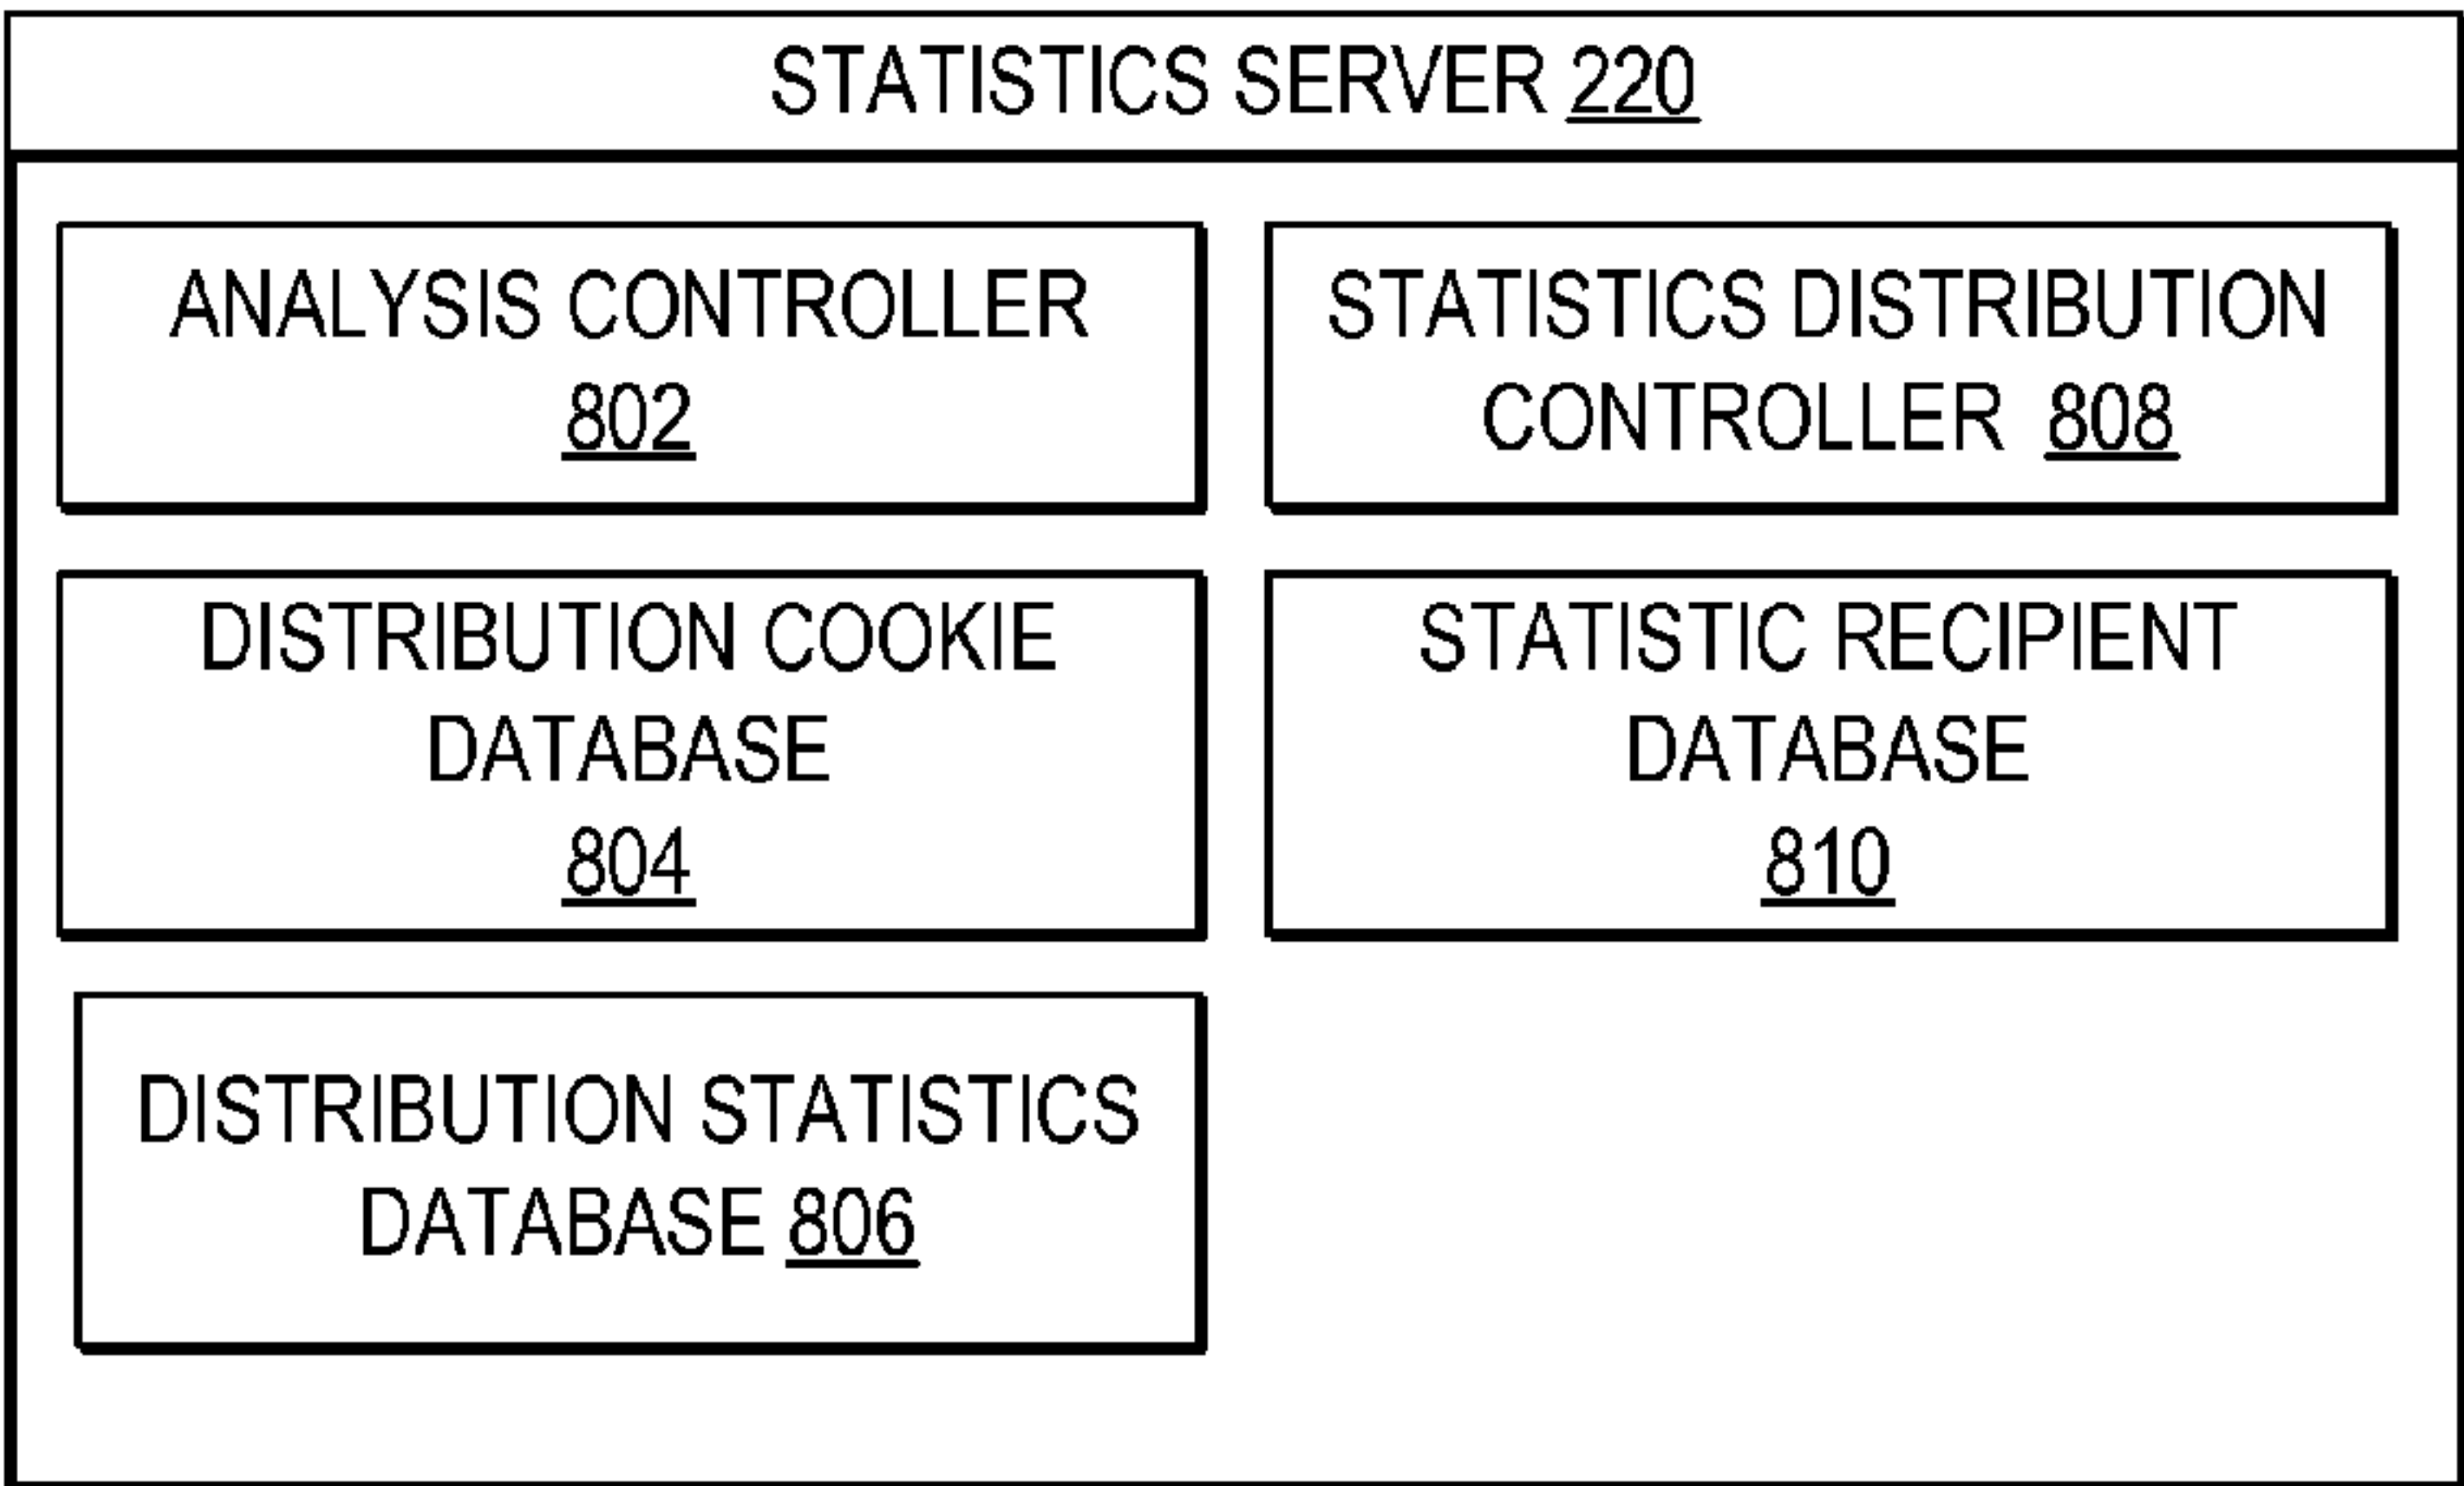 STATISTICS SERVER 220
ANALYSIS CONTROLLER
802
STATISTICS DISTRIBUTION
CONTROLLER 808
DISTRIBUTION COOKIE
DATABASE
804
STATISTIC RECIPIENT
DATABASE
810
DISTRIBUTION STATISTICS
DATABASE 806